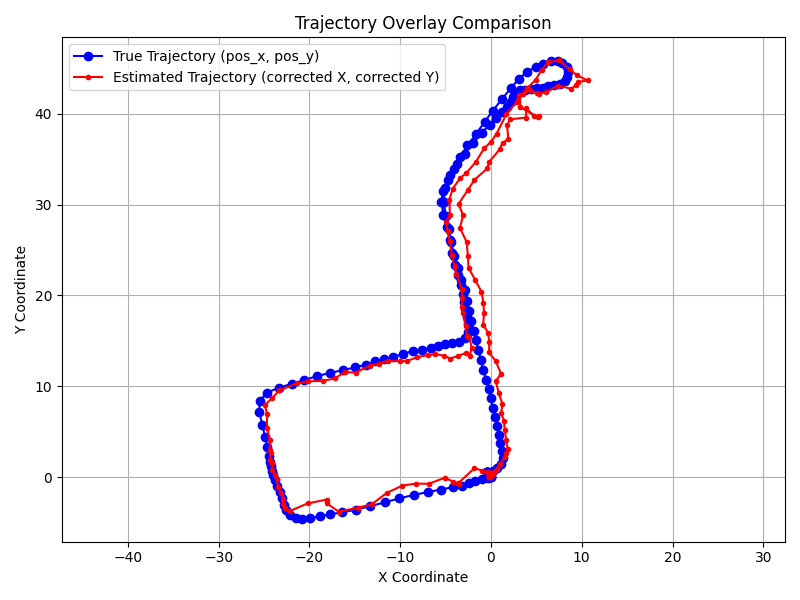 Trajectory Overlay Comparison
True Trajectory (pos_x, pos_y)
Estimated Trajectory (corrected X, corrected Y)
Y Coordinate
40
30
20
10
0
−40
−30
−20
−10
0
10
20
30
X Coordinate